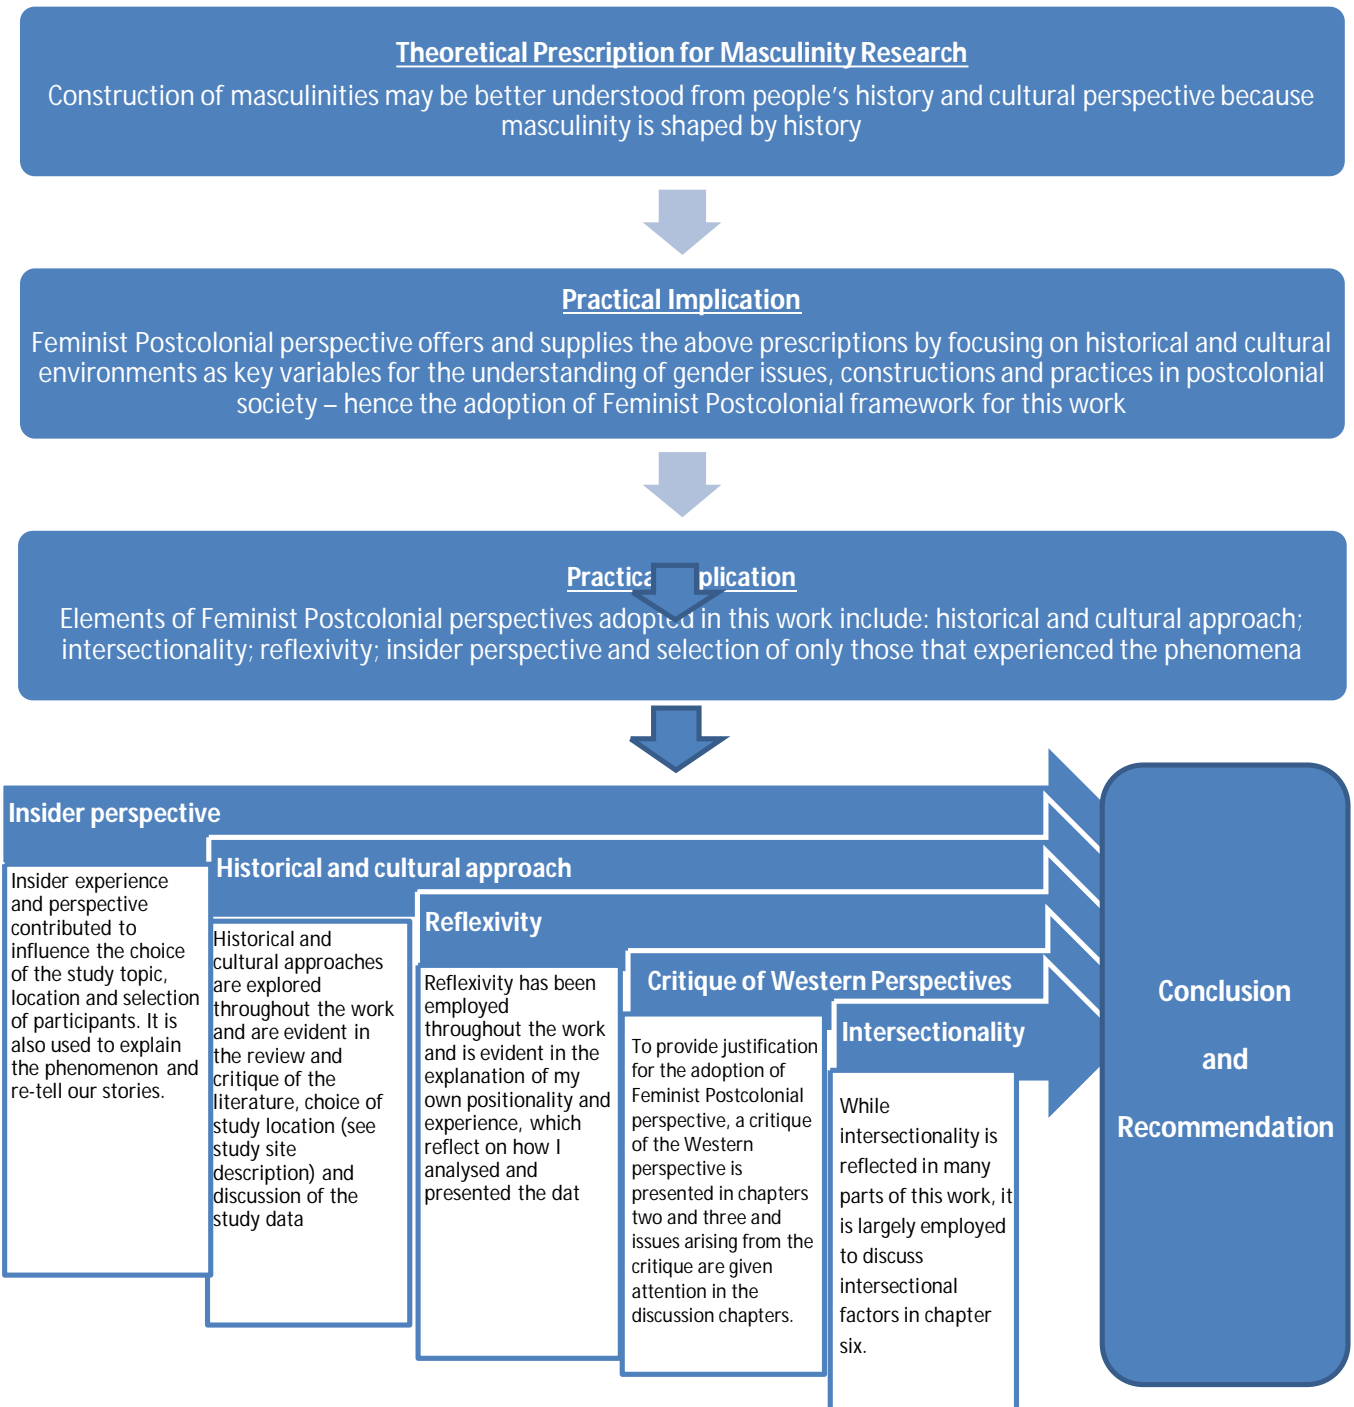 Theoretical Prescription for Masculinity Research
Construction of masculinities may be better understood from people's history and cultural perspective because
masculinity is shaped by history
Practical Implication
Feminist Postcolonial perspective offers and supplies the above prescriptions by focusing on historical and cultural
environments as key variables for the understanding of gender issues, constructions and practices in postcolonial
society – hence the adoption of Feminist Postcolonial framework for this work
Practica plication
Elements of Feminist Postcolonial perspectives adopted in this work include: historical and cultural approach;
intersectionality; reflexivity; insider perspective and selection of only those that experienced the phenomena
Insider perspective
Insider experience
and perspective
contributed to
influence the choice
of the study topic,
location and selection
of participants. It is
also used to explain
the phenomenon and
re-tell our stories.
Historical and cultural approach
Historical and
cultural approaches
are explored
throughout the work
and are evident in
the review and
critique of the
literature, choice of
study location (see
study site
description) and
discussion of the
study data
Reflexivity
Reflexivity has been
employed
throughout the work
and is evident in the
explanation of my
own positionality and
experience, which
reflect on how I
analysed and
presented the dat
Critique of Western Perspectives
To provide justification
for the adoption of
Feminist Postcolonial
perspective, a critique
of the Western
perspective is
presented in chapters
two and three and
issues arising from the
critique are given
attention in the
discussion chapters.
Intersectionality
While
intersectionality is
reflected in many
parts of this work, it
is largely employed
to discuss
intersectional
factors in chapter
six.
Conclusion
and
Recommendation